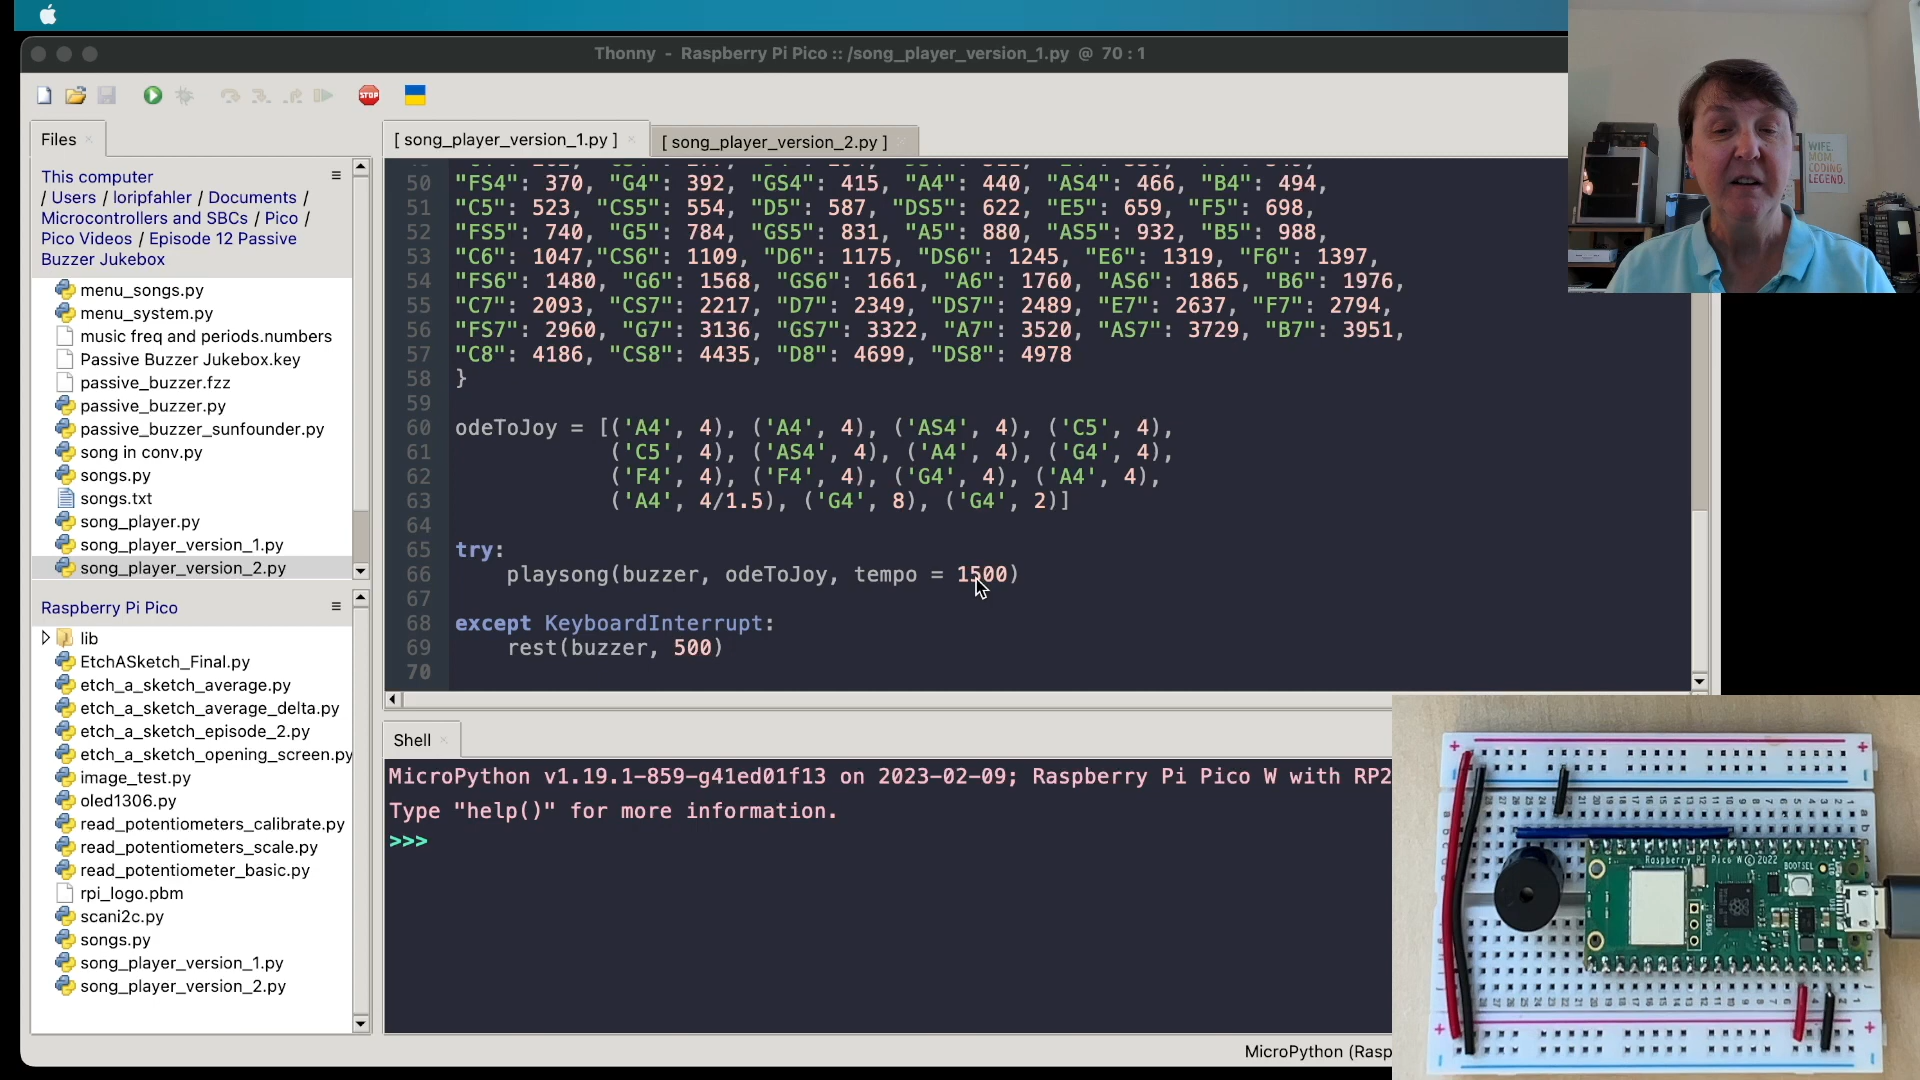 Thonny - Raspberry Pi Pico :: /song_player_version_1.py @ 70 : 1
Files
This computer
/ Users / loripfahler / Documents /
Microcontrollers and SBCs / Pico /
Pico Videos / Episode 12 Passive
Buzzer Jukebox
menu_songs.py
menu_system.py
music freq and periods.numbers
Passive Buzzer Jukebox.key
passive_buzzer.fzz
passive_buzzer.py
passive_buzzer_sunfounder.py
song in conv.py
songs.py
songs.txt
song_player.py
song_player_version_1.py
song_player_version_2.py
Raspberry Pi Pico
lib
EtchASketch_Final.py
etch_a_sketch_average.py
etch_a_sketch_average_delta.py
etch_a_sketch_episode_2.py
etch_a_sketch_opening_screen.py
image_test.py
oled1306.py
read_potentiometers_calibrate.py
read_potentiometers_scale.py
read_potentiometer_basic.py
rpi_logo.pbm
scani2c.py
songs.py
song_player_version_1.py
song_player_version_2.py
STOP
[ song_player_version_1.py ]
[ song_player_version_2.py ]
50 "FS4": 370, "G4": 392, "GS4": 415, "A4": 440, "AS4": 466, "B4": 494,
51 "C5": 523, "CS5": 554, "D5": 587, "DS5": 622, "E5": 659, "F5": 698,
52 "FS5": 740, "G5": 784, "GS5": 831, "A5": 880, "AS5": 932, "B5": 988,
53 "C6": 1047,"CS6": 1109, "D6": 1175, "DS6": 1245, "E6": 1319, "F6": 1397,
54 "FS6": 1480, "G6": 1568, "GS6": 1661, "A6": 1760, "AS6": 1865, "B6": 1976,
55 "C7": 2093, "CS7": 2217, "D7": 2349, "DS7": 2489, "E7": 2637, "F7": 2794,
56 "FS7": 2960, "G7": 3136, "GS7": 3322, "A7": 3520, "AS7": 3729, "B7": 3951,
57 "C8": 4186, "CS8": 4435, "D8": 4699, "DS8": 4978
58 }
59
60 odeToJoy = [('A4', 4), ('A4', 4), ('AS4', 4), ('C5', 4),
61 ('C5', 4), ('AS4', 4), ('A4', 4), ('G4', 4),
62 ('F4', 4), ('F4', 4), ('G4', 4), ('A4', 4),
63 ('A4', 4/1.5), ('G4', 8), ('G4', 2)]
64
65 try:
66 playsong(buzzer, odeToJoy, tempo = 1500)
67
68 except KeyboardInterrupt:
69 rest(buzzer, 500)
70
Shell
MicroPython v1.19.1-859-g41ed01f13 on 2023-02-09; Raspberry Pi Pico W with RP2
Type "help()" for more information.
>>>
MicroPython (Rasp
WIFE.
MOM.
CODING
LEGEND.
Raspberry Pi Pico W © 2022
BOOTSEL
DEBUG